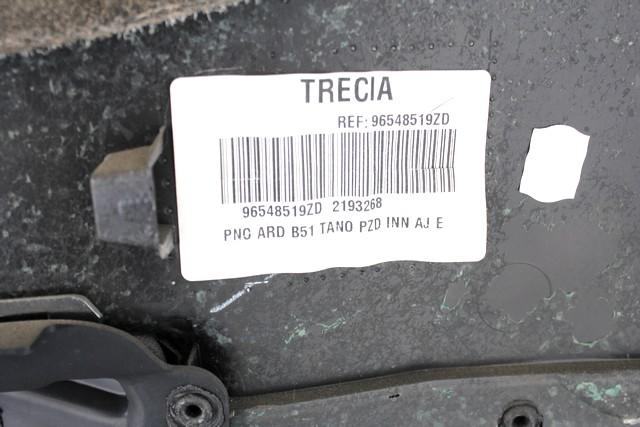 TRECIA
REF: 96548519ZD
96548519ZD 2193268
PNC ARD B51 TANO PZD INN AJ E